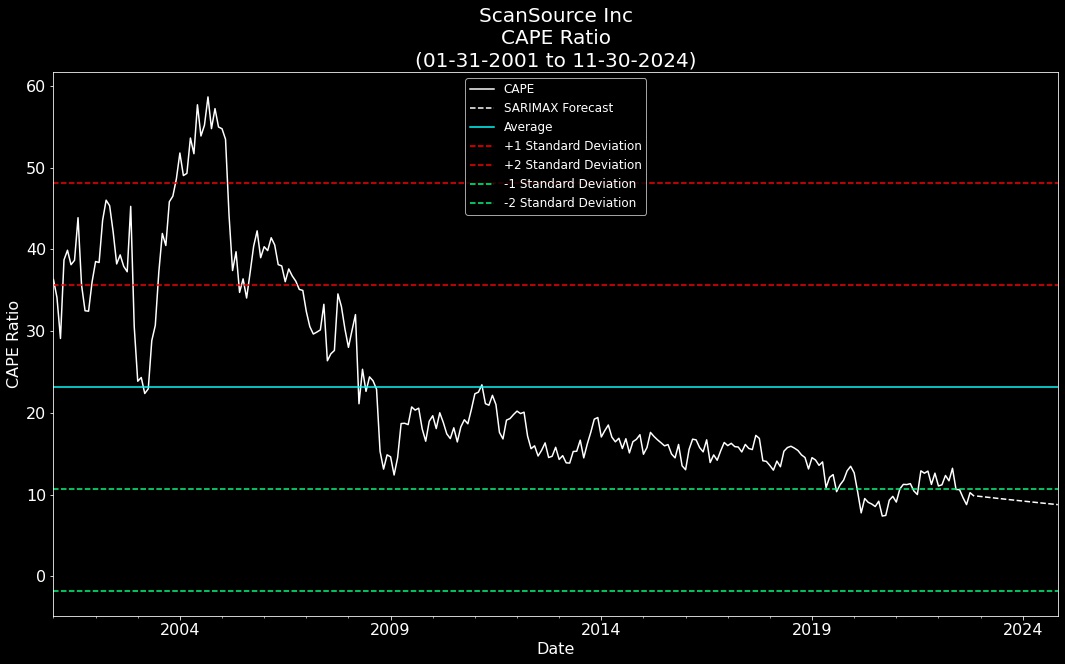 ScanSource Inc
CAPE Ratio
(01-31-2001 to 11-30-2024)
CAPE
SARIMAX Forecast
Average
+1 Standard Deviation
+2 Standard Deviation
-1 Standard Deviation
-2 Standard Deviation
60
50
40
30
20
10
0
CAPE Ratio
2004 2009 2014 2019 2024
Date